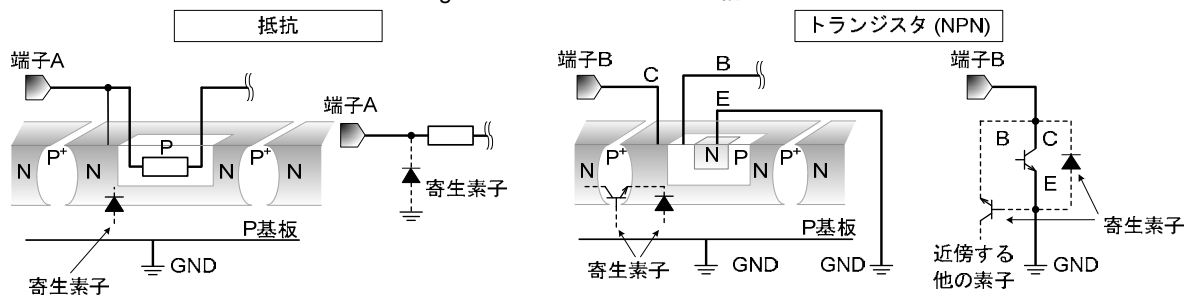 g
抵抗
トランジスタ (NPN)
端子A
端子A
P
N P⁺ N N P⁺ N
寄生素子
P基板
寄生素子
GND
端子B
C
B
E
N P⁺ N N P N P⁺ N
P基板
寄生素子
GND
GND
端子B
B C
E
寄生素子
近傍する
他の素子
GND